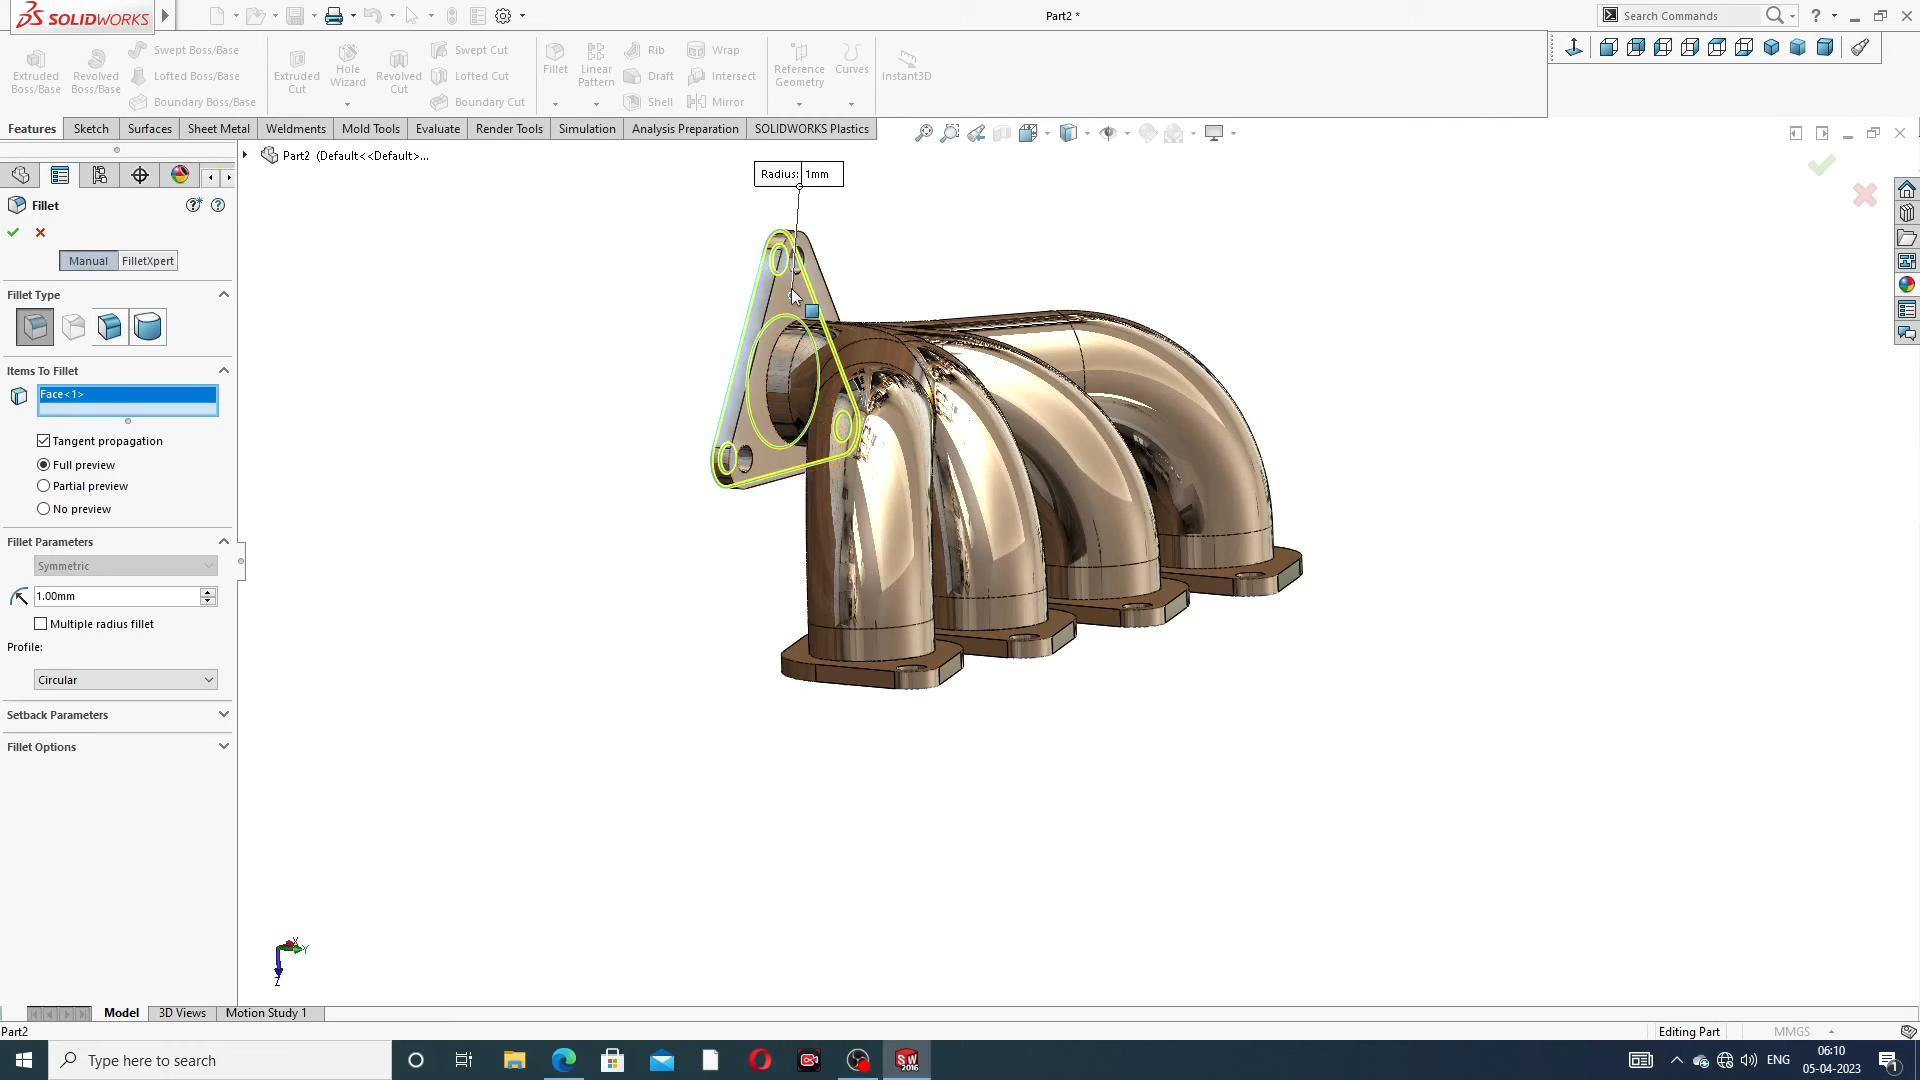 SOLIDWORKS
Part2 *
Search Commands
Extruded Boss/Base
Revolved Boss/Base
Swept Boss/Base
Lofted Boss/Base
Boundary Boss/Base
Extruded Cut
Hole Wizard
Revolved Cut
Swept Cut
Lofted Cut
Boundary Cut
Fillet
Linear Pattern
Rib
Draft
Shell
Wrap
Intersect
Mirror
Reference Geometry
Curves
Instant3D
Features
Sketch
Surfaces
Sheet Metal
Weldments
Mold Tools
Evaluate
Render Tools
Simulation
Analysis Preparation
SOLIDWORKS Plastics
Part2 (Default<<Default>...
Radius: 1mm
Fillet
Manual
FilletXpert
Fillet Type
Items To Fillet
Face<1>
Tangent propagation
Full preview
Partial preview
No preview
Fillet Parameters
Symmetric
1.00mm
Multiple radius fillet
Profile:
Circular
Setback Parameters
Fillet Options
X
Y
Z
Model
3D Views
Motion Study 1
Part2
Editing Part
MMGS
Type here to search
SW
2016
ENG
06:10
05-04-2023
1